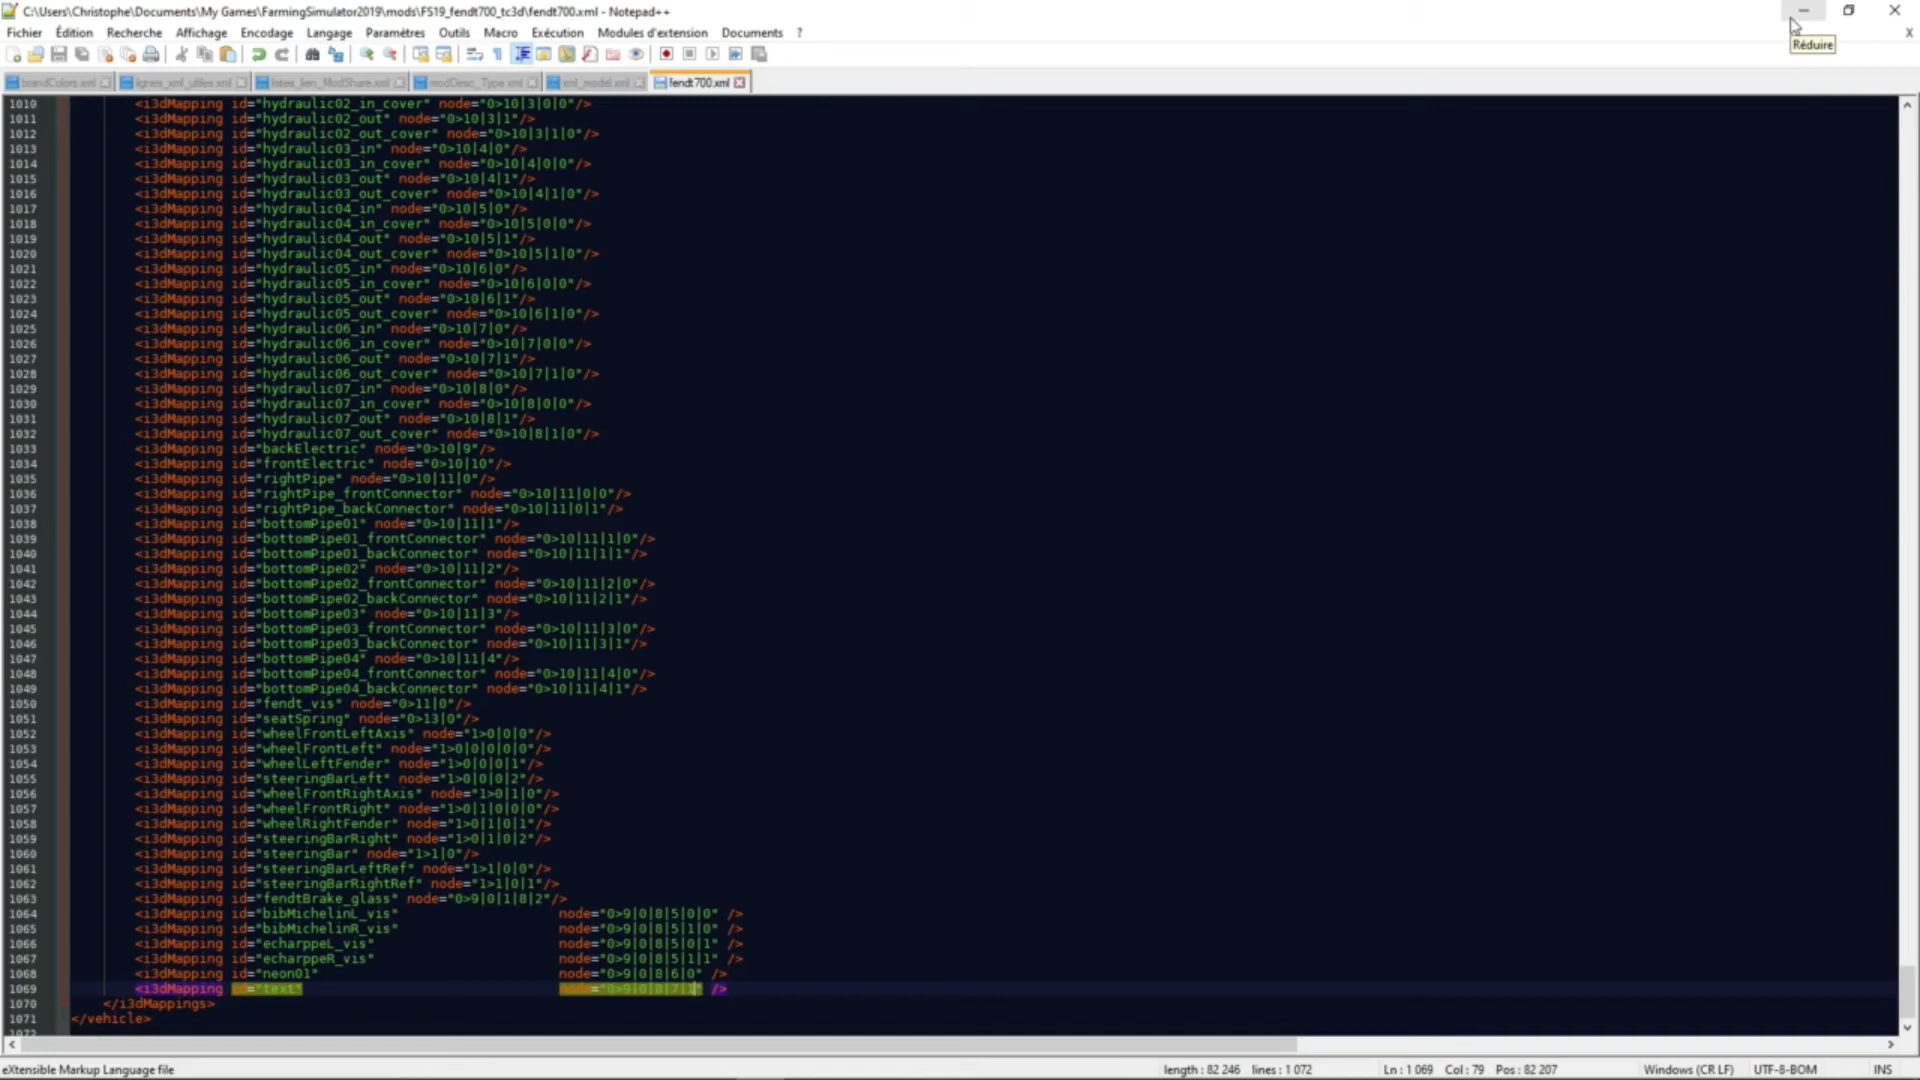 C:\Users\Christophe\Documents\My Games\FarmingSimulator2019\mods\FS19_fendt700_tc3d\fendt700.xml - Notepad++
Fichier Édition Recherche Affichage Encodage Langage Paramètres Outils Macro Exécution Modules d'extension Documents ?
X
Réduire
brandColors.xml lignes_xml_utiles.xml modDesc_Type.xml xml_model.xml fendt700.xml
1010 <i3dMapping id="hydraulic02_in_cover" node="0>10|3|0|0"/>
1011 <i3dMapping id="hydraulic02_out" node="0>10|3|1"/>
1012 <i3dMapping id="hydraulic02_out_cover" node="0>10|3|1|0"/>
1013 <i3dMapping id="hydraulic03_in" node="0>10|4|0"/>
1014 <i3dMapping id="hydraulic03_in_cover" node="0>10|4|0|0"/>
1015 <i3dMapping id="hydraulic03_out" node="0>10|4|1"/>
1016 <i3dMapping id="hydraulic03_out_cover" node="0>10|4|1|0"/>
1017 <i3dMapping id="hydraulic04_in" node="0>10|5|0"/>
1018 <i3dMapping id="hydraulic04_in_cover" node="0>10|5|0|0"/>
1019 <i3dMapping id="hydraulic04_out" node="0>10|5|1"/>
1020 <i3dMapping id="hydraulic04_out_cover" node="0>10|5|1|0"/>
1021 <i3dMapping id="hydraulic05_in" node="0>10|6|0"/>
1022 <i3dMapping id="hydraulic05_in_cover" node="0>10|6|0|0"/>
1023 <i3dMapping id="hydraulic05_out" node="0>10|6|1"/>
1024 <i3dMapping id="hydraulic05_out_cover" node="0>10|6|1|0"/>
1025 <i3dMapping id="hydraulic06_in" node="0>10|7|0"/>
1026 <i3dMapping id="hydraulic06_in_cover" node="0>10|7|0|0"/>
1027 <i3dMapping id="hydraulic06_out" node="0>10|7|1"/>
1028 <i3dMapping id="hydraulic06_out_cover" node="0>10|7|1|0"/>
1029 <i3dMapping id="hydraulic07_in" node="0>10|8|0"/>
1030 <i3dMapping id="hydraulic07_in_cover" node="0>10|8|0|0"/>
1031 <i3dMapping id="hydraulic07_out" node="0>10|8|1"/>
1032 <i3dMapping id="hydraulic07_out_cover" node="0>10|8|1|0"/>
1033 <i3dMapping id="backElectric" node="0>10|9"/>
1034 <i3dMapping id="frontElectric" node="0>10|10"/>
1035 <i3dMapping id="rightPipe" node="0>10|11|0"/>
1036 <i3dMapping id="rightPipe_frontConnector" node="0>10|11|0|0"/>
1037 <i3dMapping id="rightPipe_backConnector" node="0>10|11|0|1"/>
1038 <i3dMapping id="bottomPipe01" node="0>10|11|1"/>
1039 <i3dMapping id="bottomPipe01_frontConnector" node="0>10|11|1|0"/>
1040 <i3dMapping id="bottomPipe01_backConnector" node="0>10|11|1|1"/>
1041 <i3dMapping id="bottomPipe02" node="0>10|11|2"/>
1042 <i3dMapping id="bottomPipe02_frontConnector" node="0>10|11|2|0"/>
1043 <i3dMapping id="bottomPipe02_backConnector" node="0>10|11|2|1"/>
1044 <i3dMapping id="bottomPipe03" node="0>10|11|3"/>
1045 <i3dMapping id="bottomPipe03_frontConnector" node="0>10|11|3|0"/>
1046 <i3dMapping id="bottomPipe03_backConnector" node="0>10|11|3|1"/>
1047 <i3dMapping id="bottomPipe04" node="0>10|11|4"/>
1048 <i3dMapping id="bottomPipe04_frontConnector" node="0>10|11|4|0"/>
1049 <i3dMapping id="bottomPipe04_backConnector" node="0>10|11|4|1"/>
1050 <i3dMapping id="fendt_vis" node="0>11|0"/>
1051 <i3dMapping id="seatSpring" node="0>13|0"/>
1052 <i3dMapping id="wheelFrontLeftAxis" node="1>0|0|0"/>
1053 <i3dMapping id="wheelFrontLeft" node="1>0|0|0|0|0"/>
1054 <i3dMapping id="wheelLeftFender" node="1>0|0|0|1"/>
1055 <i3dMapping id="steeringBarLeft" node="1>0|0|0|2"/>
1056 <i3dMapping id="wheelFrontRightAxis" node="1>0|1|0"/>
1057 <i3dMapping id="wheelFrontRight" node="1>0|1|0|0|0"/>
1058 <i3dMapping id="wheelRightFender" node="1>0|1|0|1"/>
1059 <i3dMapping id="steeringBarRight" node="1>0|1|0|2"/>
1060 <i3dMapping id="steeringBar" node="1>1|0"/>
1061 <i3dMapping id="steeringBarLeftRef" node="1>1|0|0"/>
1062 <i3dMapping id="steeringBarRightRef" node="1>1|0|1"/>
1063 <i3dMapping id="fendtBrake_glass" node="0>9|0|1|8|2"/>
1064 <i3dMapping id="bibMichelinL_vis" node="0>9|0|8|5|0|0" />
1065 <i3dMapping id="bibMichelinR_vis" node="0>9|0|8|5|1|0" />
1066 <i3dMapping id="echarppeL_vis" node="0>9|0|8|5|0|1" />
1067 <i3dMapping id="echarppeR_vis" node="0>9|0|8|5|1|1" />
1068 <i3dMapping id="neon01" node="0>9|0|8|6|0" />
1069 <i3dMapping id="text" node="0>9|0|8|7|1" />
1070 </i3dMappings>
1071 </vehicle>
1072
eXtensible Markup Language file length : 82 246 lines : 1 072 Ln : 1 069 Col : 79 Pos : 82 207 Windows (CR LF) UTF-8-BOM INS